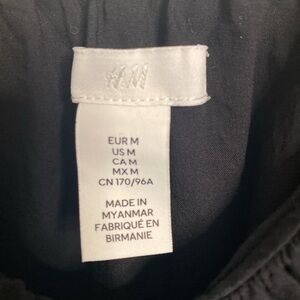 H&M
EUR M
US M
CA M
MX M
CN 170/96A
MADE IN
MYANMAR
FABRIQUÉ EN
BIRMANIE